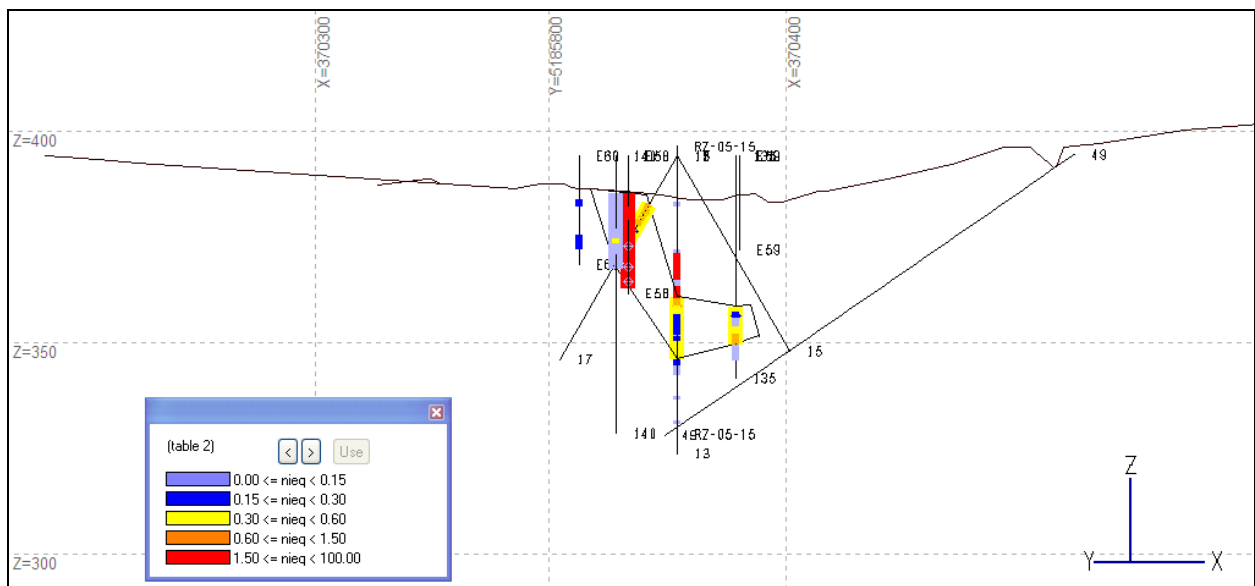 X=370300
Y=5185800
X=370400
Z=400
E60
RZ-05-15
49
E59
E58
Z=350
17
15
135
140
RZ-05-15
13
Z=300
(table 2)
< > Use
0.00 <= nieq < 0.15
0.15 <= nieq < 0.30
0.30 <= nieq < 0.60
0.60 <= nieq < 1.50
1.50 <= nieq < 100.00
Z
Y X